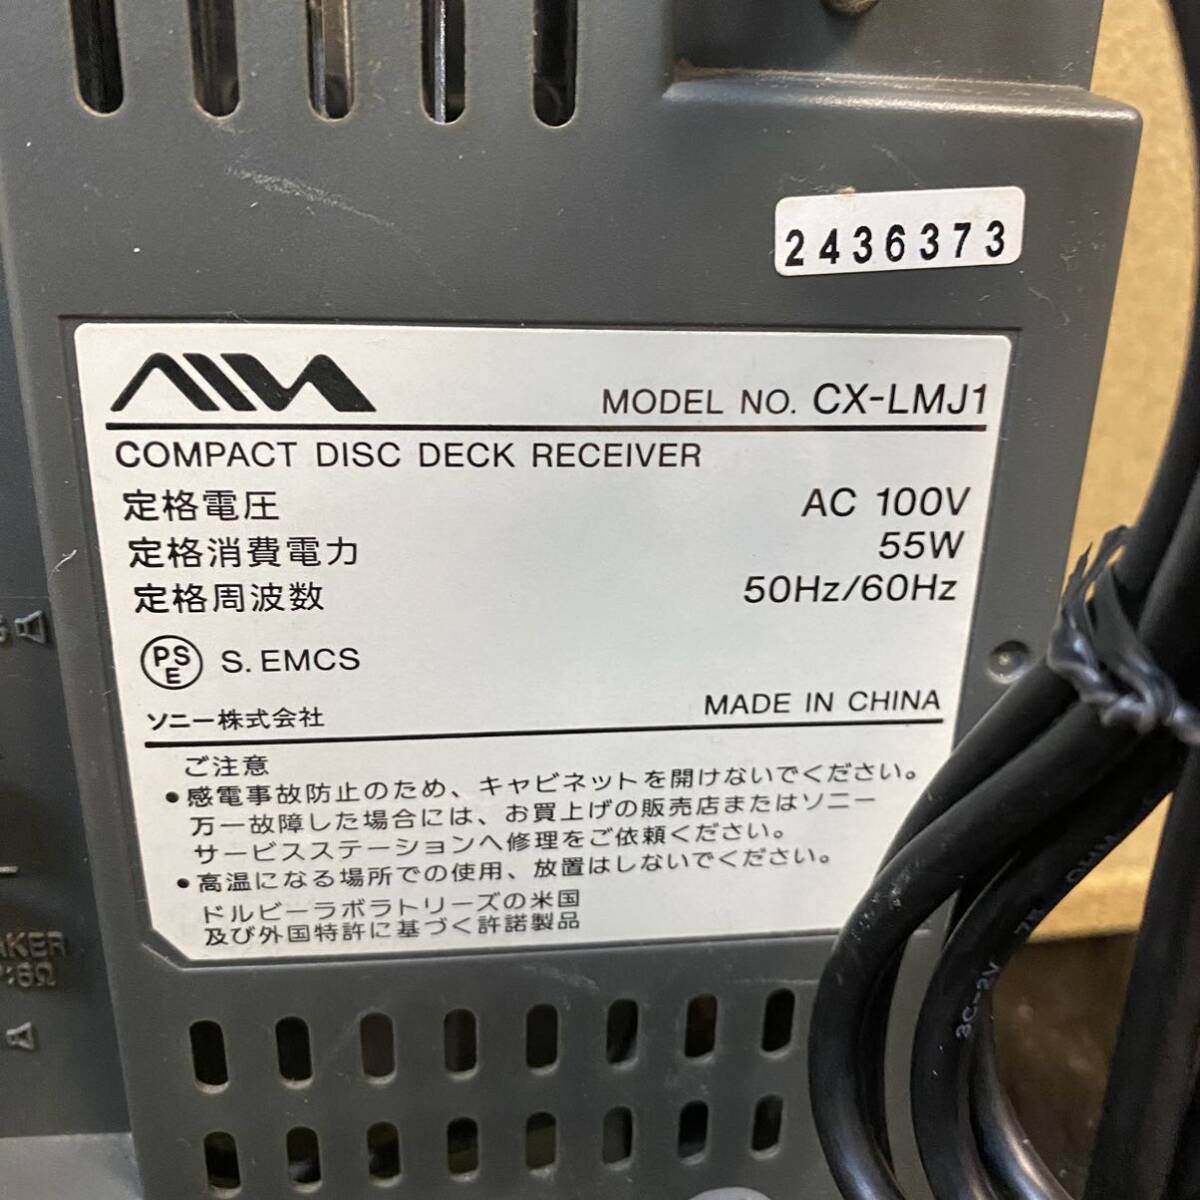 2436373
AIWA
MODEL NO. CX-LMJ1
COMPACT DISC DECK RECEIVER
定格電圧 AC 100V
定格消費電力 55W
定格周波数 50Hz/60Hz
PSE S. EMCS
ソニー株式会社 MADE IN CHINA
ご注意
•感電事故防止のため、キャビネットを開けないでください。
万一故障した場合には、お買上げの販売店またはソニー
サービスステーションへ修理をご依頼ください。
•高温になる場所での使用、放置はしないでください。
ドルビーラボラトリーズの米国
及び外国特許に基づく許諾製品
AKER
:6Ω
3C-2V 75 OHM